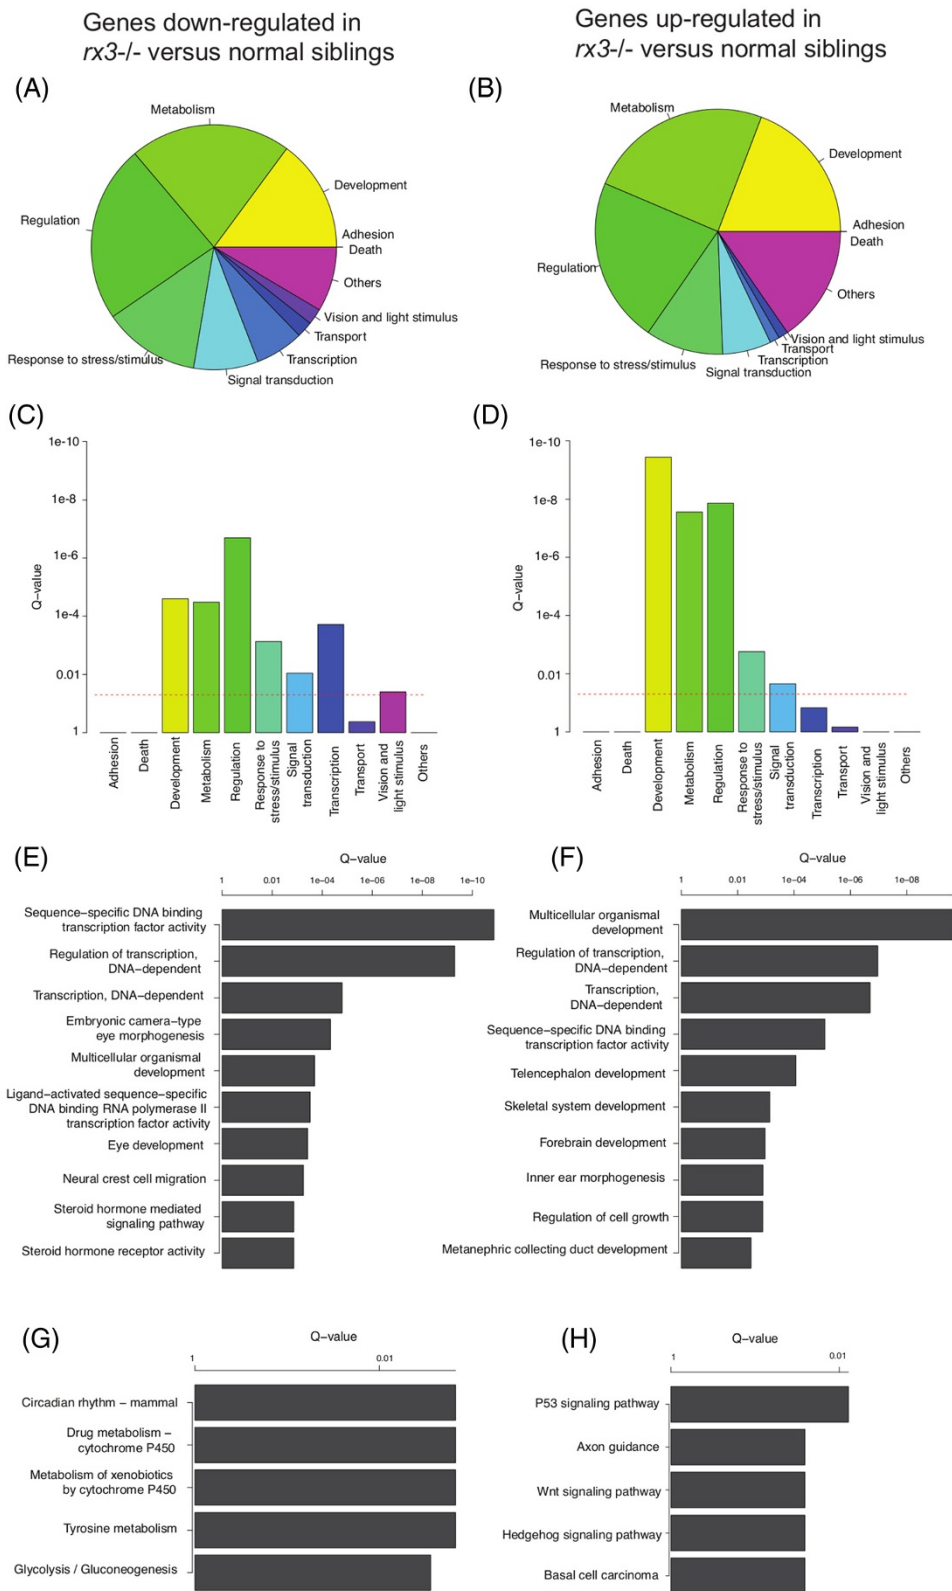 Genes down-regulated in
rx3-/- versus normal siblings
Genes up-regulated in
rx3-/- versus normal siblings
(A)
Metabolism
Development
Regulation
Adhesion
Death
Others
Vision and light stimulus
Transport
Transcription
Response to stress/stimulus
Signal transduction
(B)
Metabolism
Development
Adhesion
Death
Regulation
Others
Vision and light stimulus
Transport
Transcription
Response to stress/stimulus
Signal transduction
(C)
Q-value
1e-10
1e-8
1e-6
1e-4
0.01
1
Adhesion
Death
Development
Metabolism
Regulation
Response to
stress/stimulus
Signal
transduction
Transcription
Transport
Vision and
light stimulus
Others
(D)
Q-value
1e-10
1e-8
1e-6
1e-4
0.01
1
Adhesion
Death
Development
Metabolism
Regulation
Response to
stress/stimulus
Signal
transduction
Transcription
Transport
Vision and
light stimulus
Others
(E)
Q-value
1 0.01 1e-04 1e-06 1e-08 1e-10
Sequence-specific DNA binding
transcription factor activity
Regulation of transcription,
DNA-dependent
Transcription, DNA-dependent
Embryonic camera-type
eye morphogenesis
Multicellular organismal
development
Ligand-activated sequence-specific
DNA binding RNA polymerase II
transcription factor activity
Eye development
Neural crest cell migration
Steroid hormone mediated
signaling pathway
Steroid hormone receptor activity
(F)
Q-value
1 0.01 1e-04 1e-06 1e-08
Multicellular organismal
development
Regulation of transcription,
DNA-dependent
Transcription,
DNA-dependent
Sequence-specific DNA binding
transcription factor activity
Telencephalon development
Skeletal system development
Forebrain development
Inner ear morphogenesis
Regulation of cell growth
Metanephric collecting duct development
(G)
Q-value
1 0.01
Circadian rhythm - mammal
Drug metabolism -
cytochrome P450
Metabolism of xenobiotics
by cytochrome P450
Tyrosine metabolism
Glycolysis / Gluconeogenesis
(H)
Q-value
1 0.01
P53 signaling pathway
Axon guidance
Wnt signaling pathway
Hedgehog signaling pathway
Basal cell carcinoma